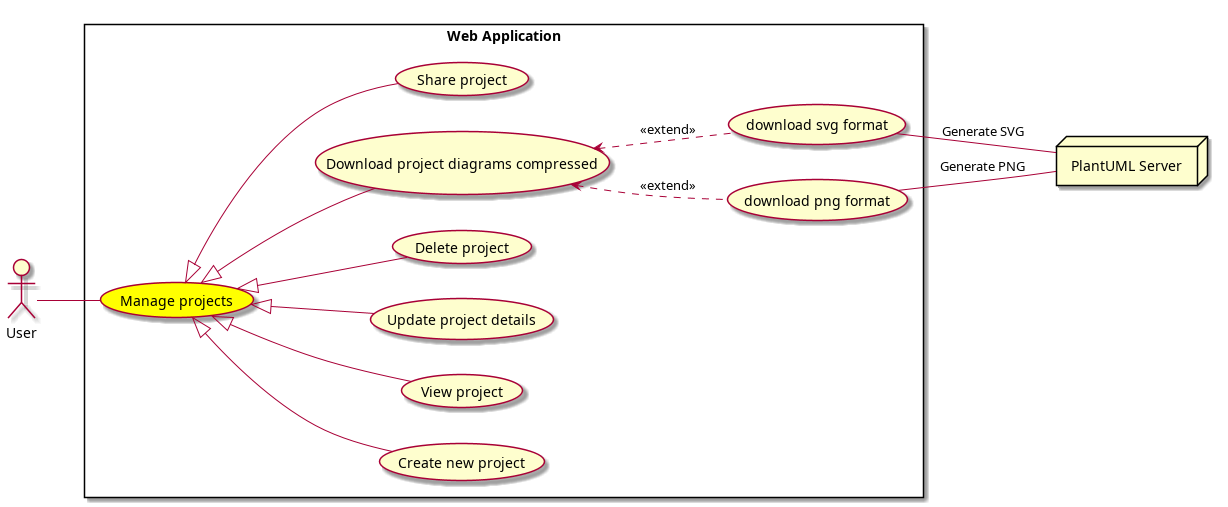 Web Application
Share project
Download project diagrams compressed
«extend»
download svg format
Generate SVG
PlantUML Server
«extend»
download png format
Generate PNG
Delete project
User
Manage projects
Update project details
View project
Create new project